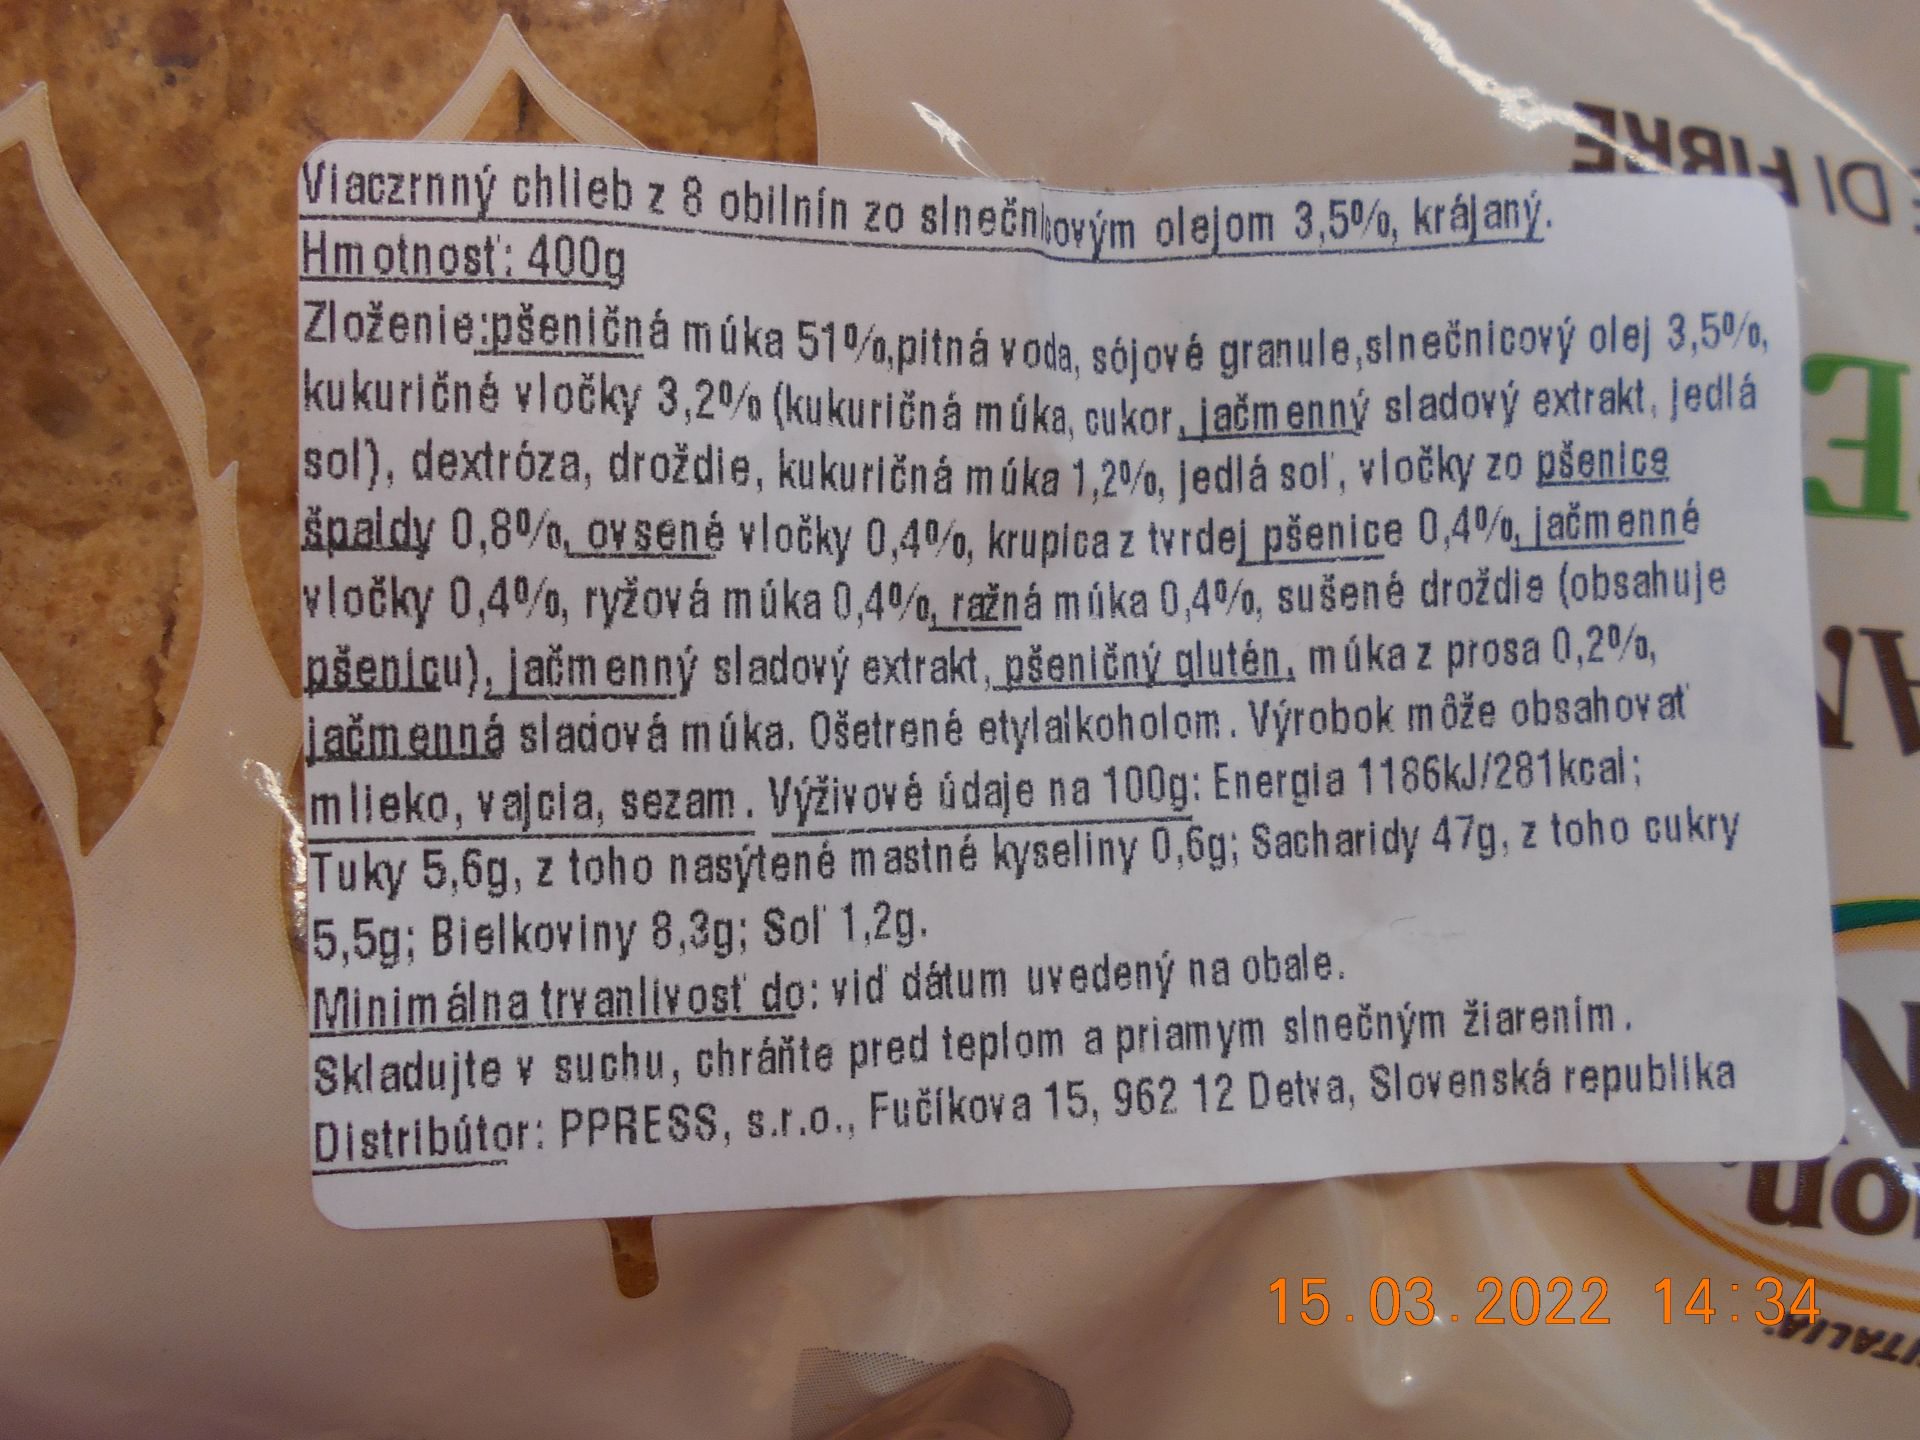 Viaczrnný chlieb z 8 obilnín zo slnečnicovým olejom 3,5%, krájaný.
Hmotnosť: 400g
Zloženie:pšeničná múka 51%,pitná voda, sójové granule,slnečnicový olej 3,5%,
kukuričné vločky 3,2% (kukuričná múka, cukor, jačmenný sladový extrakt, jedlá
soľ), dextróza, droždie, kukuričná múka 1,2%, jedlá soľ, vločky zo pšenice
špaldy 0,8%, ovsené vločky 0,4%, krupica z tvrdej pšenice 0,4%, jačmenné
vločky 0,4%, ryžová múka 0,4%, ražná múka 0,4%, sušené droždie (obsahuje
pšenicu), jačmenný sladový extrakt, pšeničný glutén, múka z prosa 0,2%,
jačmenná sladová múka. Ošetrené etylalkoholom. Výrobok môže obsahovať
mlieko, vajcia, sezam. Výživové údaje na 100g: Energia 1186kJ/281kcal;
Tuky 5,6g, z toho nasýtené mastné kyseliny 0,6g; Sacharidy 47g, z toho cukry
5,5g; Bielkoviny 8,3g; Soľ 1,2g.
Minimálna trvanlivosť do: viď dátum uvedený na obale.
Skladujte v suchu, chráňte pred teplom a priamym slnečným žiarením.
Distribútor: PPRESS, s.r.o., Fučíkova 15, 962 12 Detva, Slovenská republika
DI FIBRE
ITALIA
15.03.2022 14:34